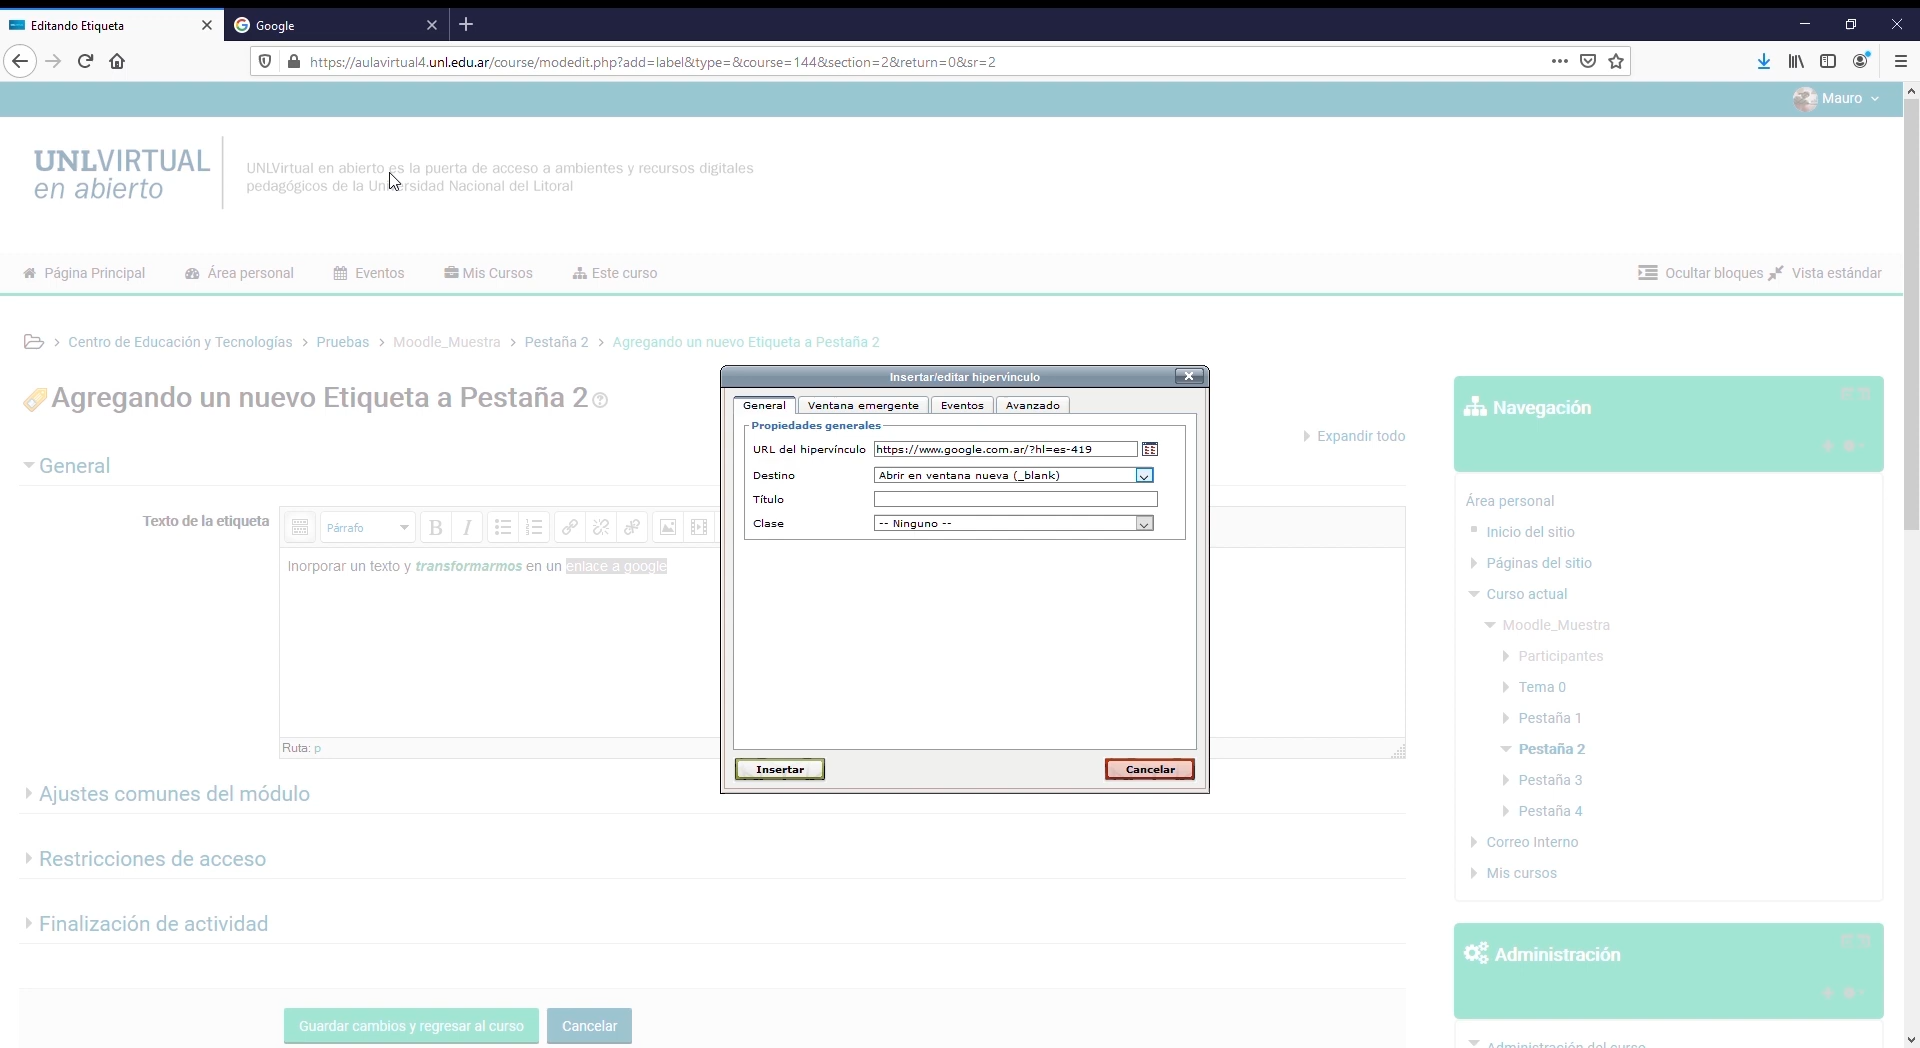 Editando Etiqueta
Google
https://aulavirtual4.unl.edu.ar/course/modedit.php?add=label&type=&course=144&section=2&return=0&sr=2
Mauro
UNLVIRTUAL
en abierto
UNLVirtual en abierto es la puerta de acceso a ambientes y recursos digitales
pedagógicos de la Universidad Nacional del Litoral
Página Principal Área personal Eventos Mis Cursos Este curso Ocultar bloques Vista estándar
Centro de Educación y Tecnologías > Pruebas > Moodle_Muestra > Pestaña 2 > Agregando un nuevo Etiqueta a Pestaña 2
Agregando un nuevo Etiqueta a Pestaña 2
Expandir todo
General
Texto de la etiqueta
Párrafo
B I
Inorporar un texto y transformarmos en un enlace a google
Ruta: p
Insertar/editar hipervínculo
General Ventana emergente Eventos Avanzado
Propiedades generales
URL del hipervínculo https://www.google.com.ar/?hl=es-419
Destino Abrir en ventana nueva (_blank)
Título
Clase -- Ninguno --
Insertar Cancelar
Ajustes comunes del módulo
Restricciones de acceso
Finalización de actividad
Guardar cambios y regresar al curso Cancelar
Navegación
Área personal
Inicio del sitio
Páginas del sitio
Curso actual
Moodle_Muestra
Participantes
Tema 0
Pestaña 1
Pestaña 2
Pestaña 3
Pestaña 4
Correo Interno
Mis cursos
Administración
Administración del curso